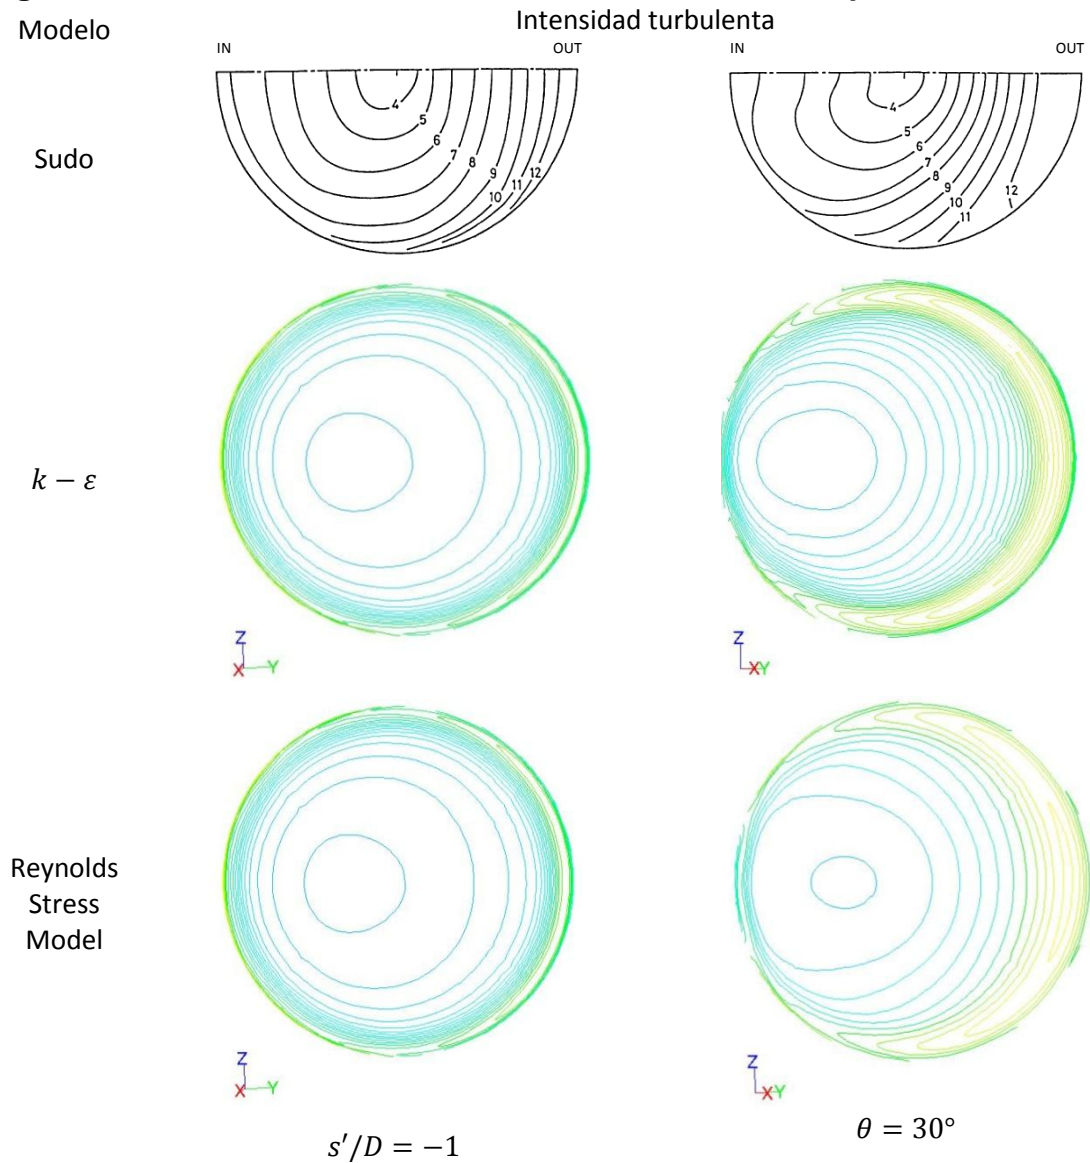 Modelo
Intensidad turbulenta
IN OUT IN OUT
Sudo
4 5 6 7 8 9 10 11 12
4 5 6 7 8 9 10 11 12
k − ε
Z X Y
Z X Y
Reynolds
Stress
Model
Z X Y
Z X Y
s′/D = −1
θ = 30°